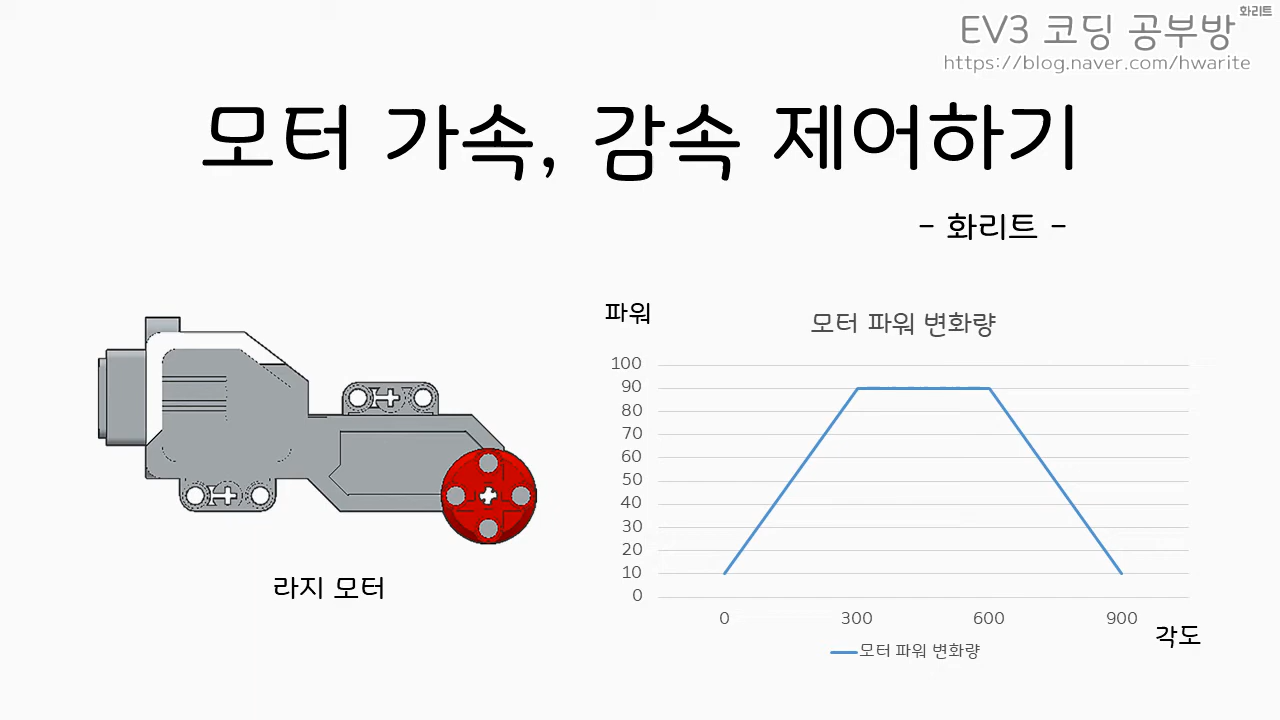 화리트
EV3 코딩 공부방
https://blog.naver.com/hwarite
모터 가속, 감속 제어하기
- 화리트 -
라지 모터
파워
모터 파워 변화량
100
90
80
70
60
50
40
30
20
10
0
0 300 600 900
각도
모터 파워 변화량